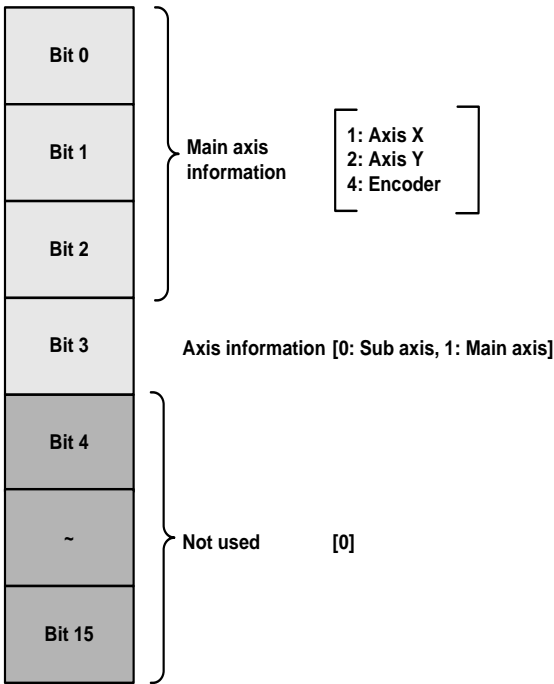 Bit 0
Bit 1
Main axis
information
1: Axis X
2: Axis Y
4: Encoder
Bit 2
Bit 3
Axis information [0: Sub axis, 1: Main axis]
Bit 4
~
Not used [0]
Bit 15